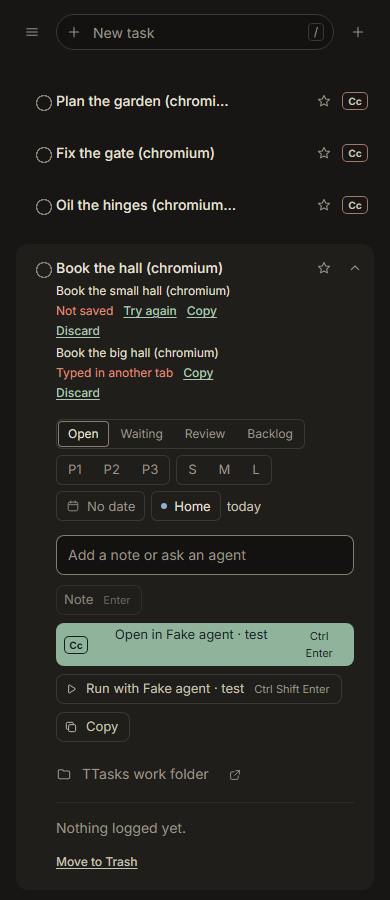 New task /
Plan the garden (chromi... Cc
Fix the gate (chromium) Cc
Oil the hinges (chromium... Cc
Book the hall (chromium)
Book the small hall (chromium)
Not saved Try again Copy
Discard
Book the big hall (chromium)
Typed in another tab Copy
Discard
Open Waiting Review Backlog
P1 P2 P3 S M L
No date Home today
Add a note or ask an agent
Note Enter
Cc Open in Fake agent · test Ctrl
Enter
Run with Fake agent · test Ctrl Shift Enter
Copy
TTasks work folder
Nothing logged yet.
Move to Trash